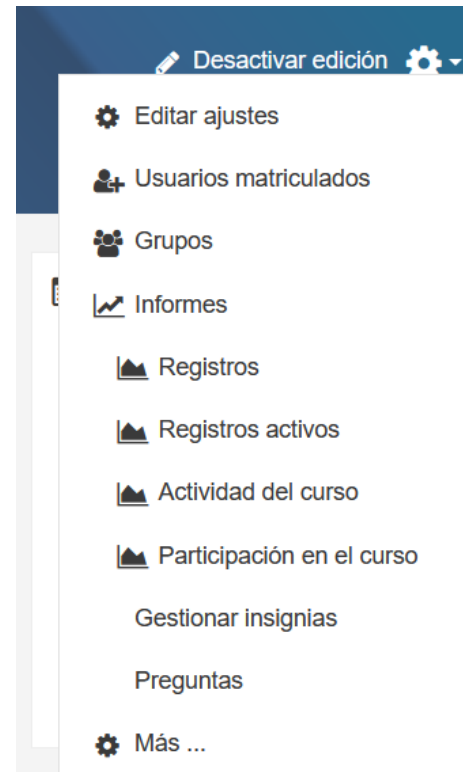 Desactivar edición
Editar ajustes
Usuarios matriculados
Grupos
Informes
Registros
Registros activos
Actividad del curso
Participación en el curso
Gestionar insignias
Preguntas
Más ...